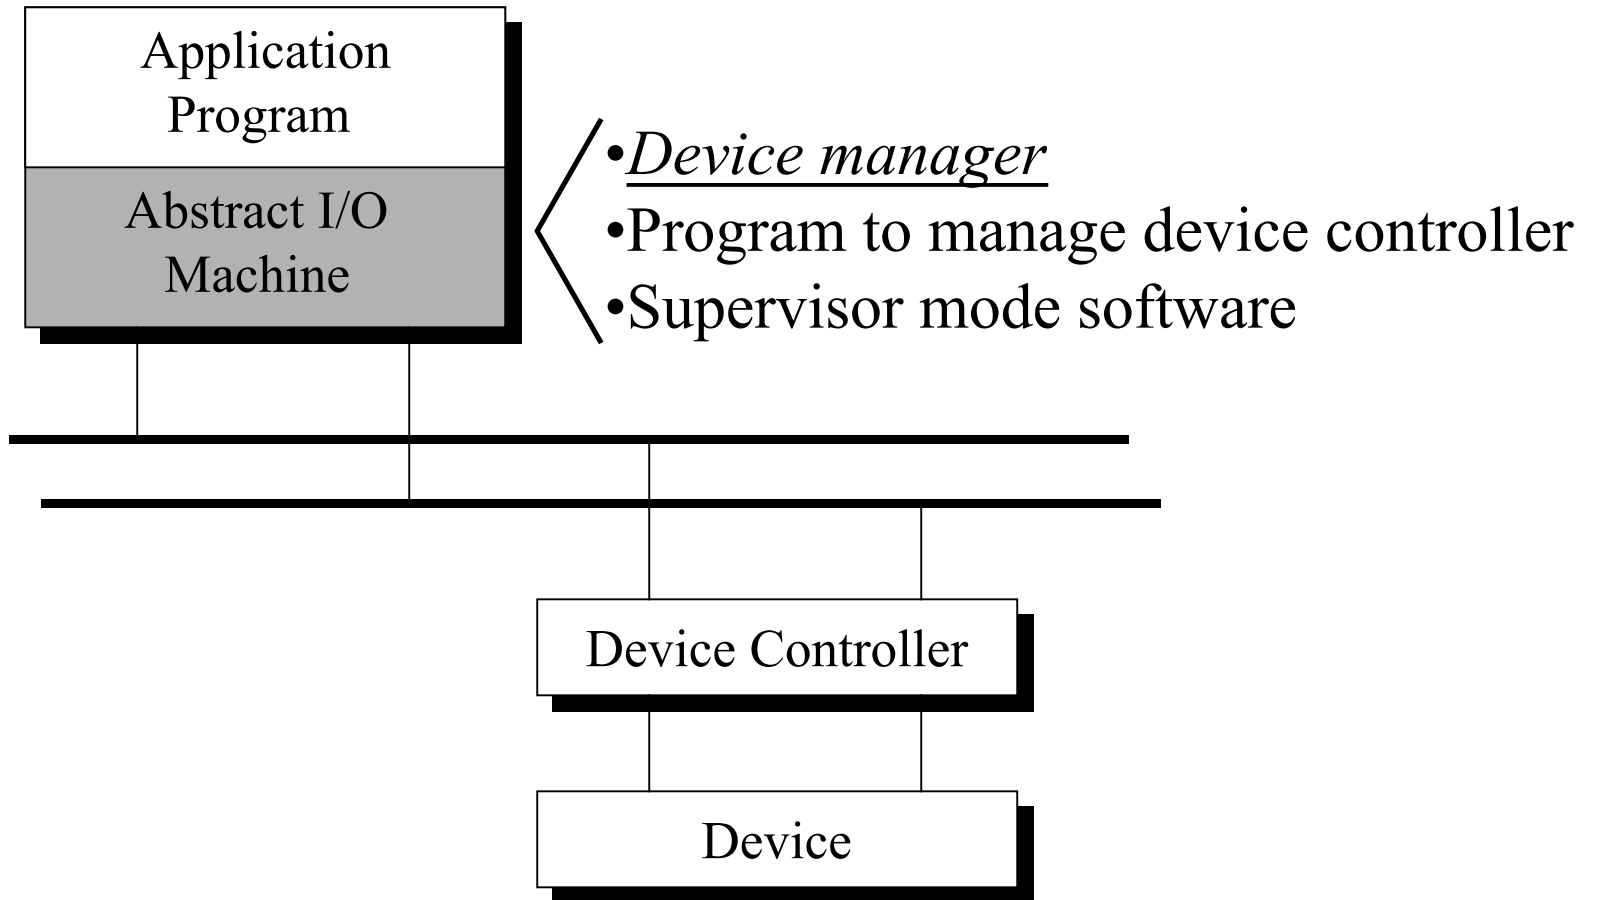 Application
Program
Abstract I/O
Machine
•Device manager
•Program to manage device controller
•Supervisor mode software
Device Controller
Device